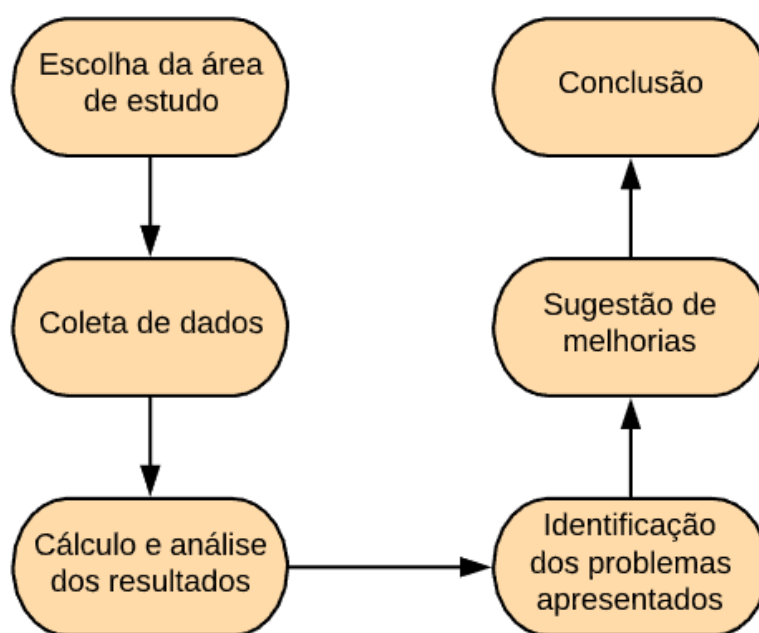 Escolha da área
de estudo
Coleta de dados
Cálculo e análise
dos resultados
Identificação
dos problemas
apresentados
Sugestão de
melhorias
Conclusão